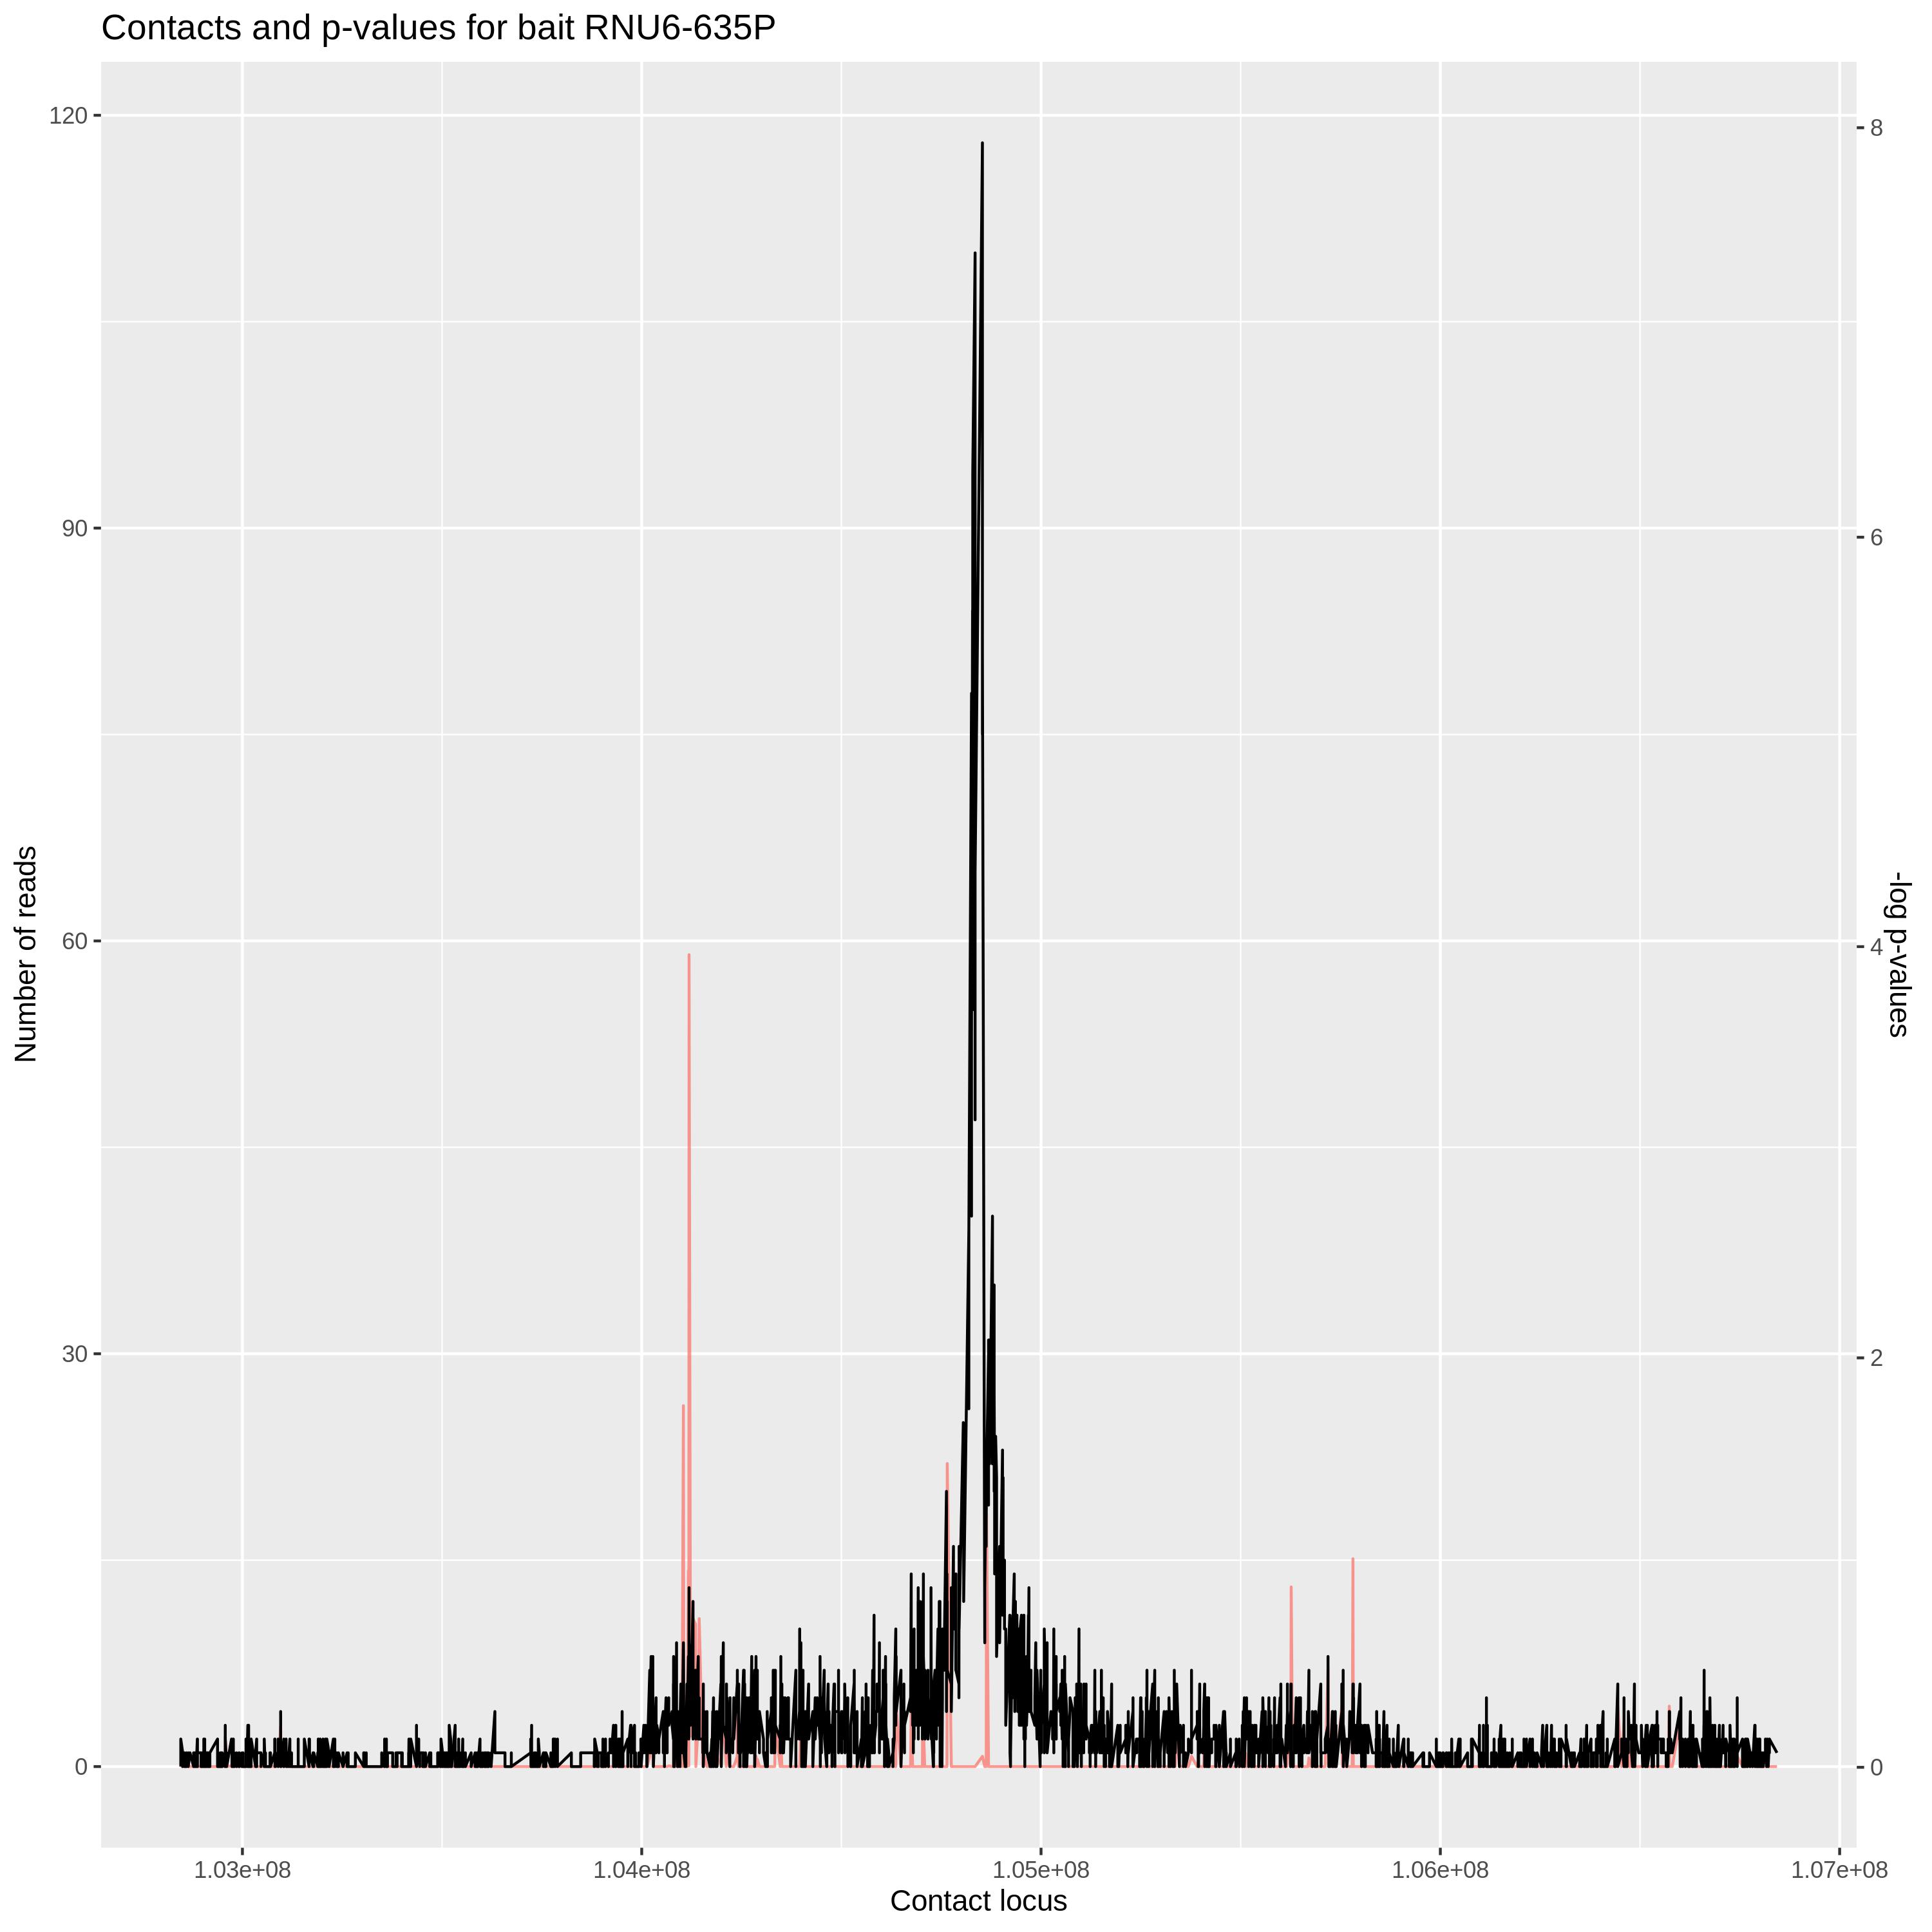 Contacts and p-values for bait RNU6-635P
120
90
60
30
0
8
6
4
2
0
Number of reads
-log p-values
1.03e+08
1.04e+08
1.05e+08
1.06e+08
1.07e+08
Contact locus